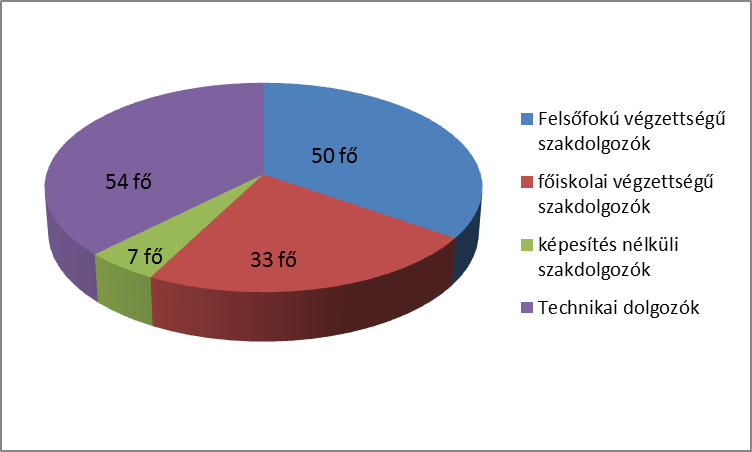 50 fő
54 fő
7 fő
33 fő
Felsőfokú végzettségű
szakdolgozók
főiskolai végzettségű
szakdolgozók
képesítés nélküli
szakdolgozók
Technikai dolgozók